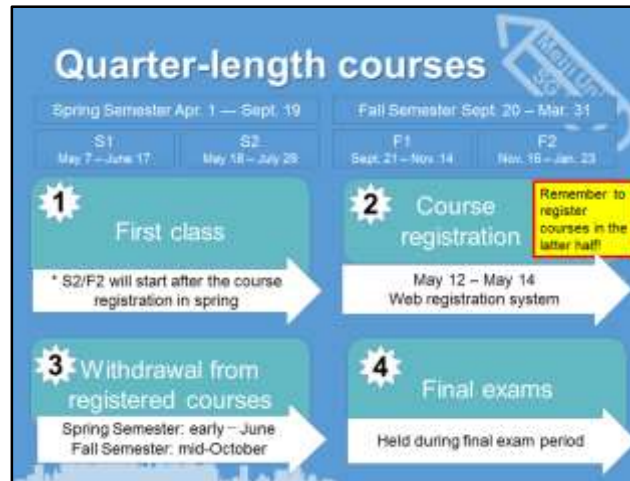 Quarter-length courses
Spring Semester Apr. 1 — Sept. 19
Fall Semester Sept. 20 – Mar. 31
S1
May 7 – June 17
S2
May 18 – July 28
F1
Sept. 21 – Nov. 14
F2
Nov. 16 – Jan. 23
1
First class
* S2/F2 will start after the course
registration in spring
2
Course
registration
Remember to
register
courses in the
latter half!
May 12 – May 14
Web registration system
3
Withdrawal from
registered courses
Spring Semester: early – June
Fall Semester: mid-October
4
Final exams
Held during final exam period